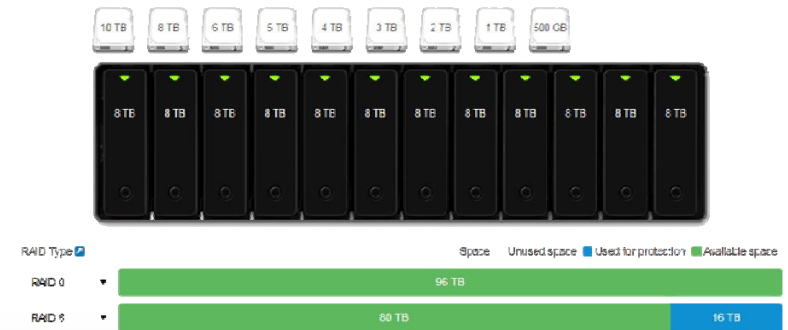 10 TB 8 TB 6 TB 5 TB 4 TB 3 TB 2 TB 1 TB 500 GB
8 TB 8 TB 8 TB 8 TB 8 TB 8 TB 8 TB 8 TB 8 TB 8 TB 8 TB 8 TB
RAID Type Space Unused space Used for protection Available space
RAID 0 96 TB
RAID 6 80 TB 16 TB